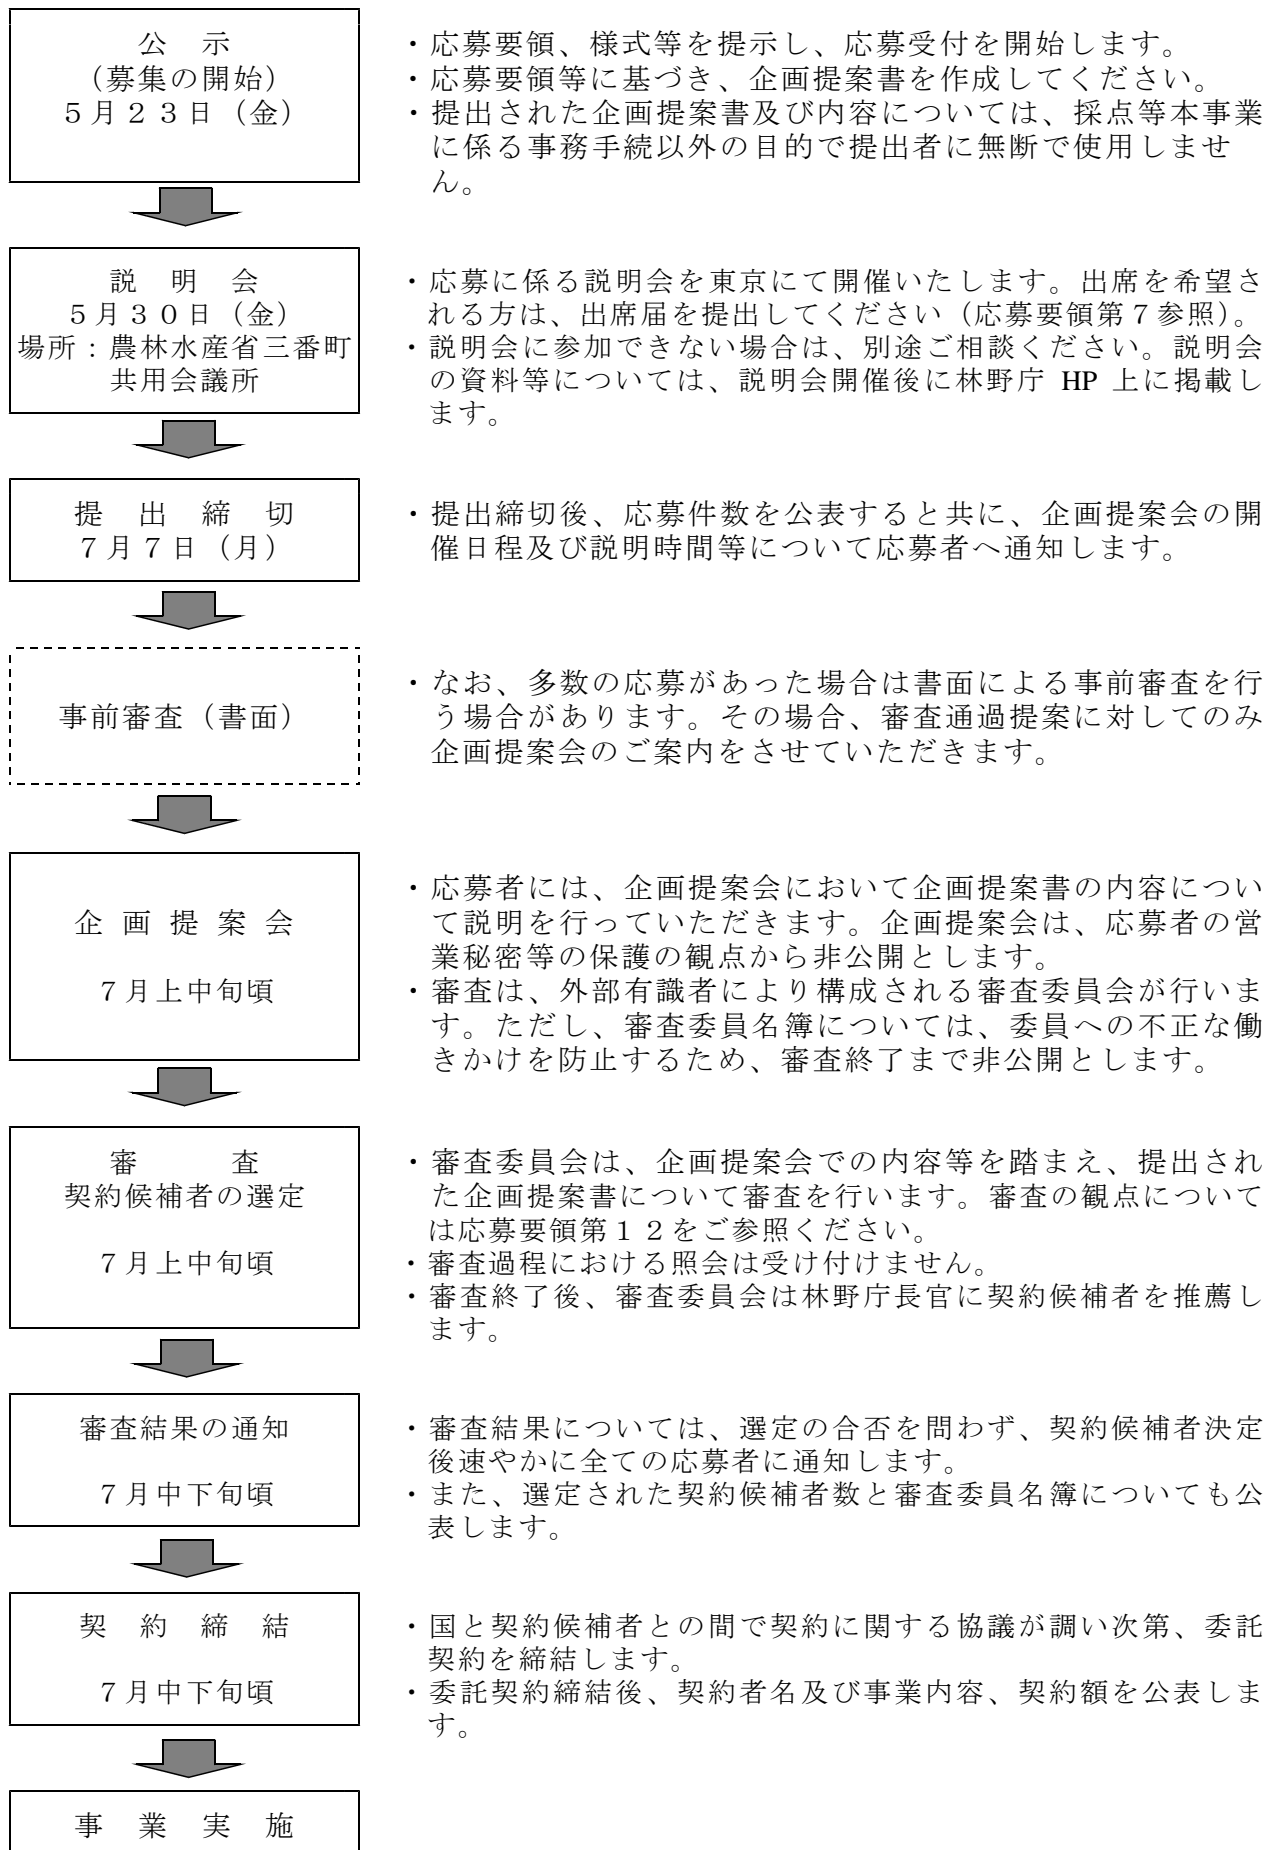 公　示
（募集の開始）
５月２３日（金）
・応募要領、様式等を提示し、応募受付を開始します。
・応募要領等に基づき、企画提案書を作成してください。
・提出された企画提案書及び内容については、採点等本事業
に係る事務手続以外の目的で提出者に無断で使用しませ
ん。
説　明　会
５月３０日（金）
場所：農林水産省三番町
共用会議所
・応募に係る説明会を東京にて開催いたします。出席を希望さ
れる方は、出席届を提出してください（応募要領第７参照）。
・説明会に参加できない場合は、別途ご相談ください。説明会
の資料等については、説明会開催後に林野庁 HP 上に掲載し
ます。
提　出　締　切
７月７日（月）
・提出締切後、応募件数を公表すると共に、企画提案会の開
催日程及び説明時間等について応募者へ通知します。
事前審査（書面）
・なお、多数の応募があった場合は書面による事前審査を行
う場合があります。その場合、審査通過提案に対してのみ
企画提案会のご案内をさせていただきます。
企　画　提　案　会
７月上中旬頃
・応募者には、企画提案会において企画提案書の内容につい
て説明を行っていただきます。企画提案会は、応募者の営
業秘密等の保護の観点から非公開とします。
・審査は、外部有識者により構成される審査委員会が行いま
す。ただし、審査委員名簿については、委員への不正な働
きかけを防止するため、審査終了まで非公開とします。
審　　　査
契約候補者の選定
７月上中旬頃
・審査委員会は、企画提案会での内容等を踏まえ、提出され
た企画提案書について審査を行います。審査の観点について
は応募要領第１２をご参照ください。
・審査過程における照会は受け付けません。
・審査終了後、審査委員会は林野庁長官に契約候補者を推薦し
ます。
審査結果の通知
７月中下旬頃
・審査結果については、選定の合否を問わず、契約候補者決定
後速やかに全ての応募者に通知します。
・また、選定された契約候補者数と審査委員名簿についても公
表します。
契　約　締　結
７月中下旬頃
・国と契約候補者との間で契約に関する協議が調い次第、委託
契約を締結します。
・委託契約締結後、契約者名及び事業内容、契約額を公表しま
す。
事　業　実　施